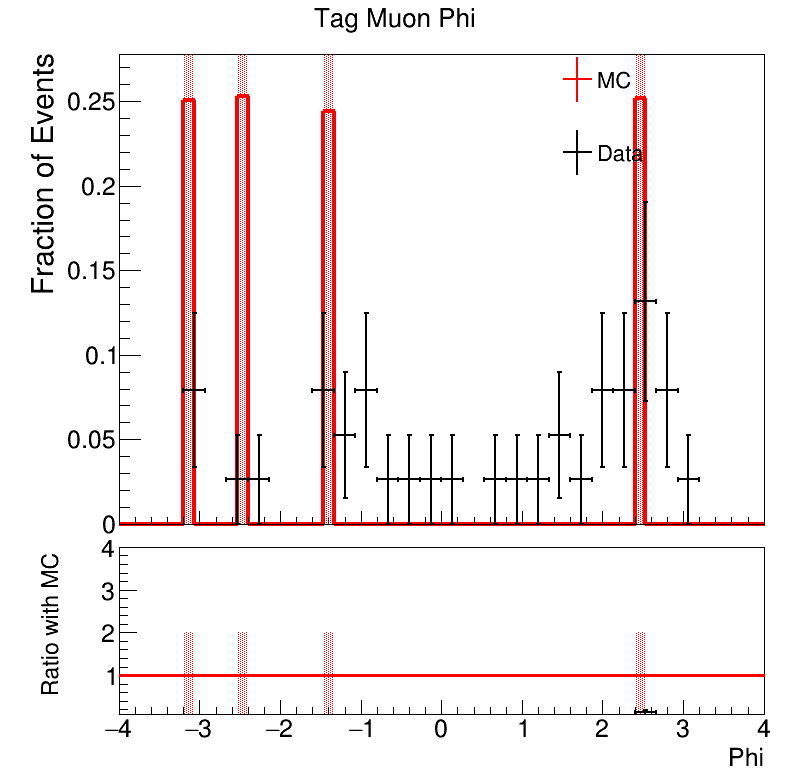 Tag Muon Phi
Fraction of Events
0.25
0.2
0.15
0.1
0.05
0
MC
Data
Ratio with MC
4
3
2
1
−4 −3 −2 −1 0 1 2 3 4
Phi